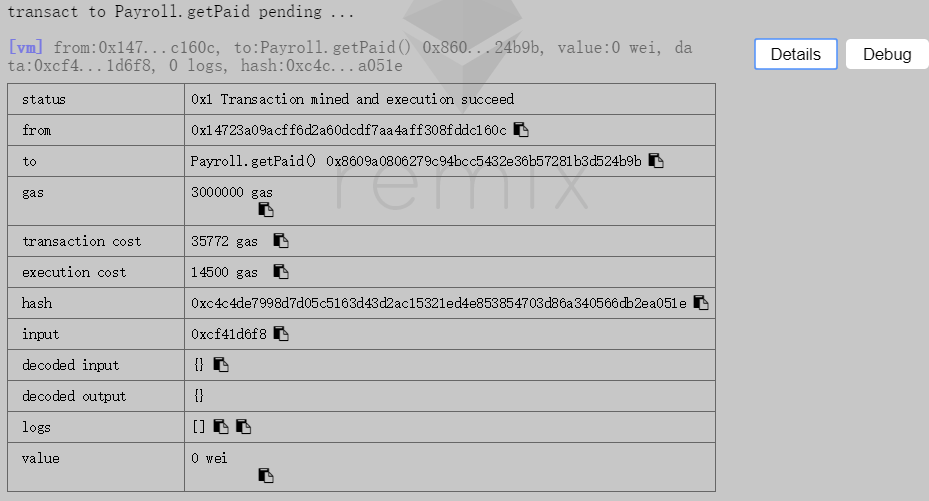 transact to Payroll.getPaid pending ...
[vm] from:0x147...c160c, to:Payroll.getPaid() 0x860...24b9b, value:0 wei, da
ta:0xcf4...1d6f8, 0 logs, hash:0xc4c...a051e
Details
Debug
status 0x1 Transaction mined and execution succeed
from 0x14723a09acff6d2a60dcdf7aa4aff308fddc160c
to Payroll.getPaid() 0x8609a0806279c94bcc5432e36b57281b3d524b9b
gas 3000000 gas
transaction cost 35772 gas
execution cost 14500 gas
hash 0xc4c4de7998d7d05c5163d43d2ac15321ed4e853854703d86a340566db2ea051e
input 0xcf41d6f8
decoded input {}
decoded output {}
logs []
value 0 wei
remix